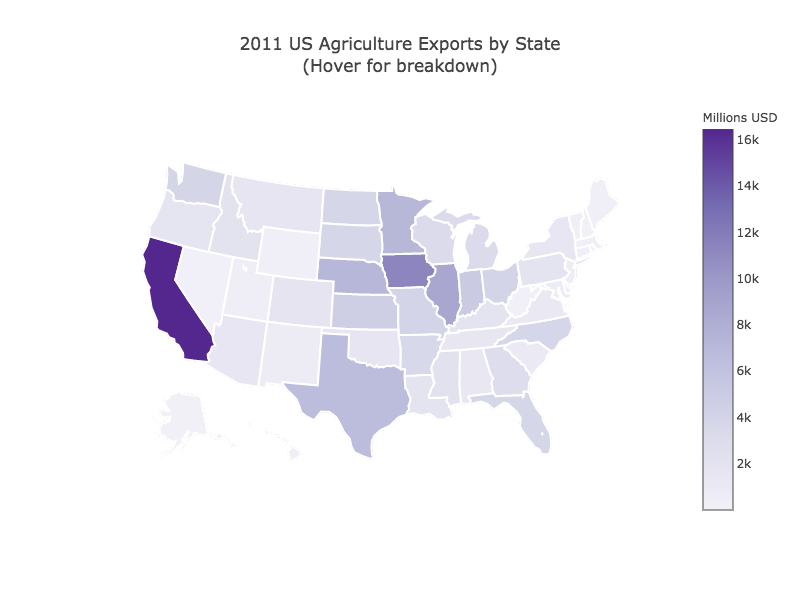 2011 US Agriculture Exports by State
(Hover for breakdown)
Millions USD
16k
14k
12k
10k
8k
6k
4k
2k